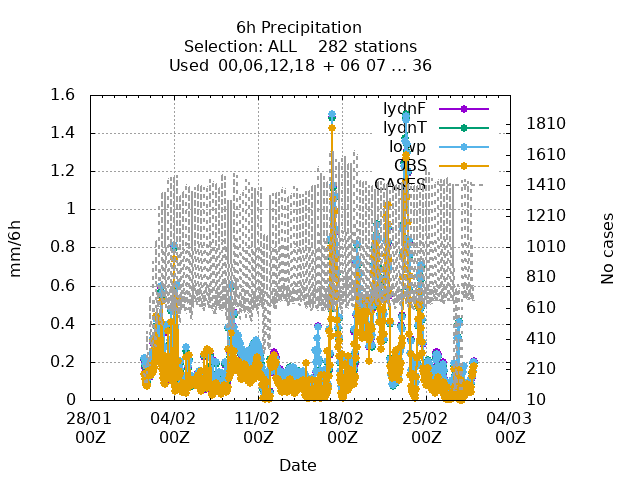 6h Precipitation
Selection: ALL    282 stations
Used  00,06,12,18  + 06 07 ... 36
mm/6h
1.6
1.4
1.2
1
0.8
0.6
0.4
0.2
0
lydnF
lydnT
lowp
OBS
CASES
1810
1610
1410
1210
1010
810
610
410
210
10
No cases
28/01 04/02 11/02 18/02 25/02 04/03
00Z 00Z 00Z 00Z 00Z 00Z
Date